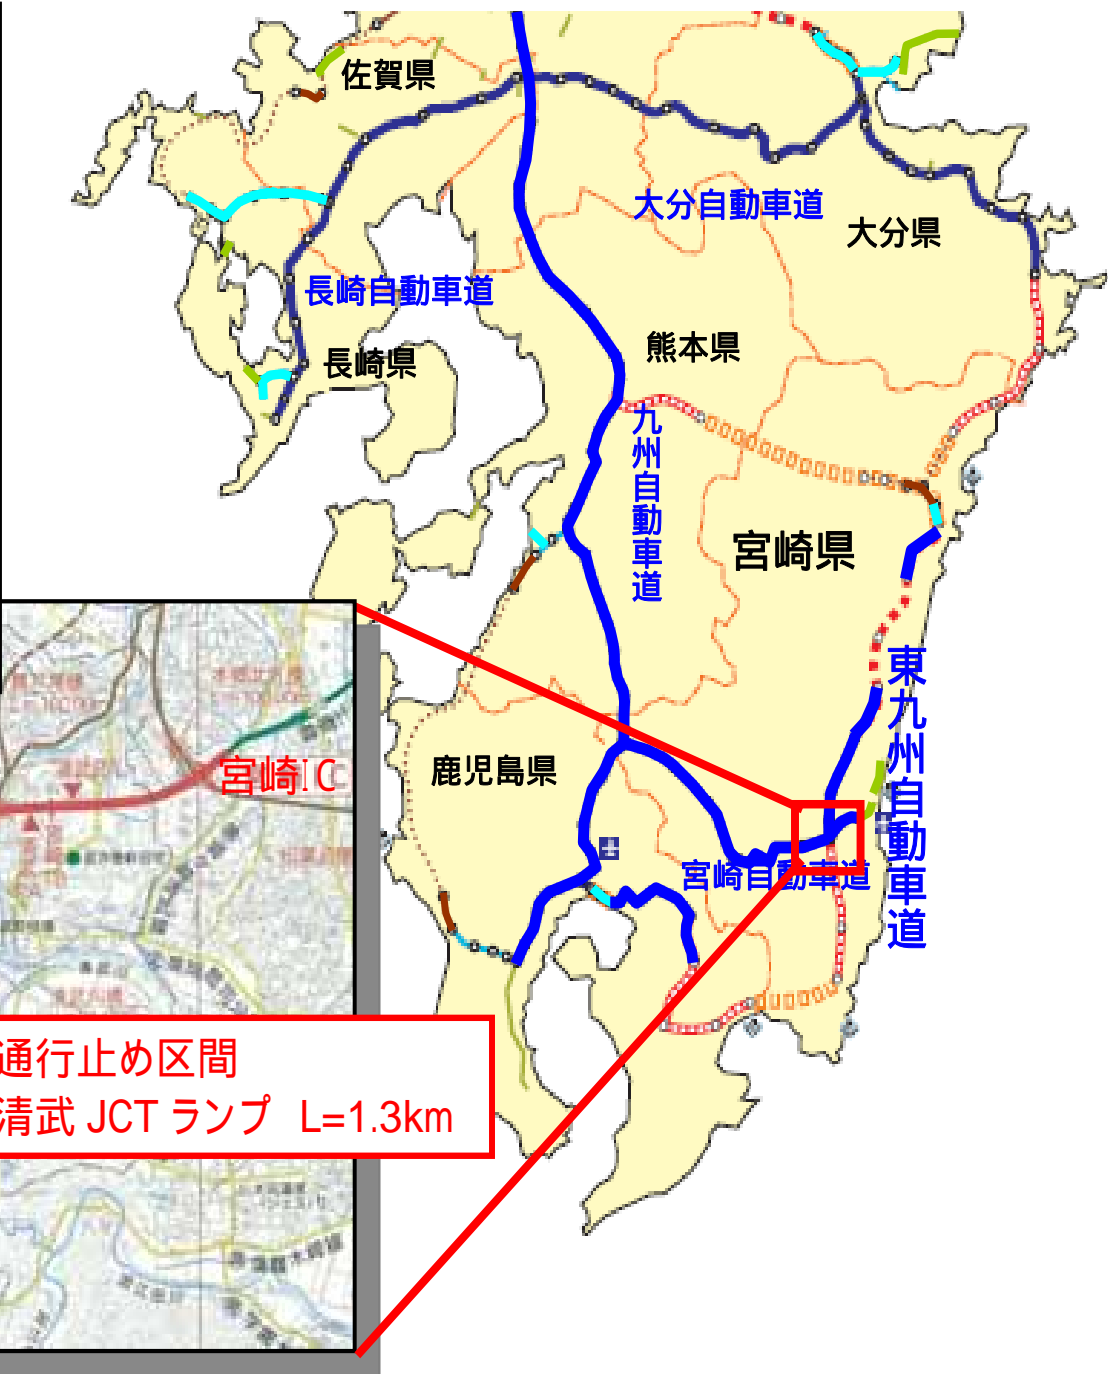 佐賀県
大分自動車道
大分県
長崎自動車道
長崎県
熊本県
九州自動車道
宮崎県
東九州自動車道
鹿児島県
宮崎自動車道
宮崎IC
通行止め区間
清武 JCT ランプ L=1.3km